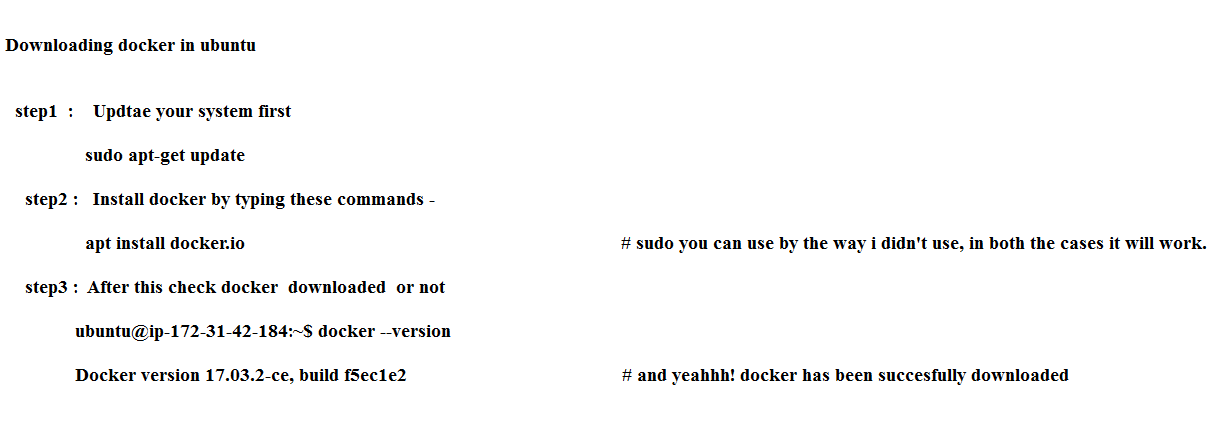 Downloading docker in ubuntu
step1 : Updtae your system first
sudo apt-get update
step2 : Install docker by typing these commands -
apt install docker.io # sudo you can use by the way i didn't use, in both the cases it will work.
step3 : After this check docker downloaded or not
ubuntu@ip-172-31-42-184:~$ docker --version
Docker version 17.03.2-ce, build f5ec1e2 # and yeahhh! docker has been succesfully downloaded